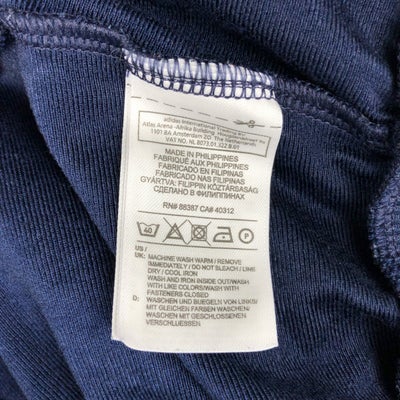 adidas International Trading B.V.
Atlas Arena -Afrika building, Hoogoorddreef 9a
1101 BA Amsterdam ZO, The Netherlands
VAT NO. NL 8073.01.322.B.01
MADE IN PHILIPPINES
FABRIQUÉ AUX PHILIPPINES
FABRICADO EN FILIPINAS
FABRICADO NAS FILIPINAS
GYÁRTVA: FILIPPIN KÖZTÁRSASÁG
СДЕЛАНО В ФИЛИППИНАХ
RN# 88387 CA# 40312
40 P
US /
UK: MACHINE WASH WARM / REMOVE
IMMEDIATELY / DO NOT BLEACH / LINE
DRY / COOL IRON
WASH AND IRON INSIDE OUT/WASH
WITH LIKE COLORS/WASH WITH
FASTENERS CLOSED
D: WASCHEN UND BUEGELN VON LINKS/
MIT GLEICHEN FARBEN WASCHEN/
WASCHEN MIT GESCHLOSSENEN
VERSCHLUESSEN